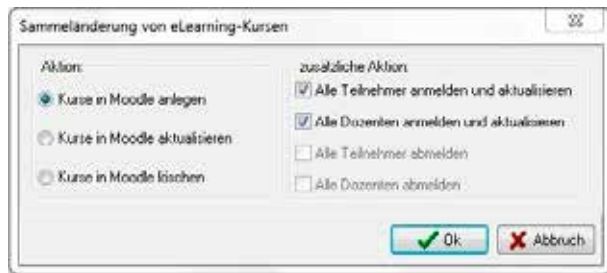 Sammeländerung von eLearning-Kursen
Aktion:
Kurse in Moodle anlegen
Kurse in Moodle aktualisieren
Kurse in Moodle löschen
zusätzliche Aktion:
Alle Teilnehmer anmelden und aktualisieren
Alle Dozenten anmelden und aktualisieren
Alle Teilnehmer abmelden
Alle Dozenten abmelden
Ok
Abbruch